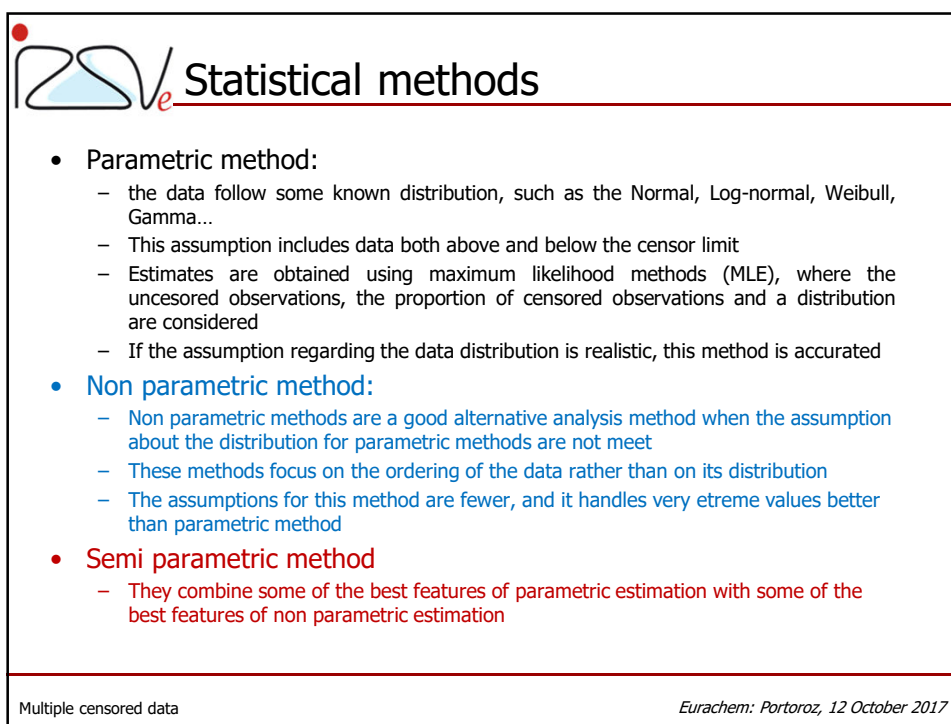 IZSVe
Statistical methods
• Parametric method:
– the data follow some known distribution, such as the Normal, Log-normal, Weibull,
Gamma…
– This assumption includes data both above and below the censor limit
– Estimates are obtained using maximum likelihood methods (MLE), where the
uncesored observations, the proportion of censored observations and a distribution
are considered
– If the assumption regarding the data distribution is realistic, this method is accurated
• Non parametric method:
– Non parametric methods are a good alternative analysis method when the assumption
about the distribution for parametric methods are not meet
– These methods focus on the ordering of the data rather than on its distribution
– The assumptions for this method are fewer, and it handles very etreme values better
than parametric method
• Semi parametric method
– They combine some of the best features of parametric estimation with some of the
best features of non parametric estimation
Multiple censored data
Eurachem: Portoroz, 12 October 2017